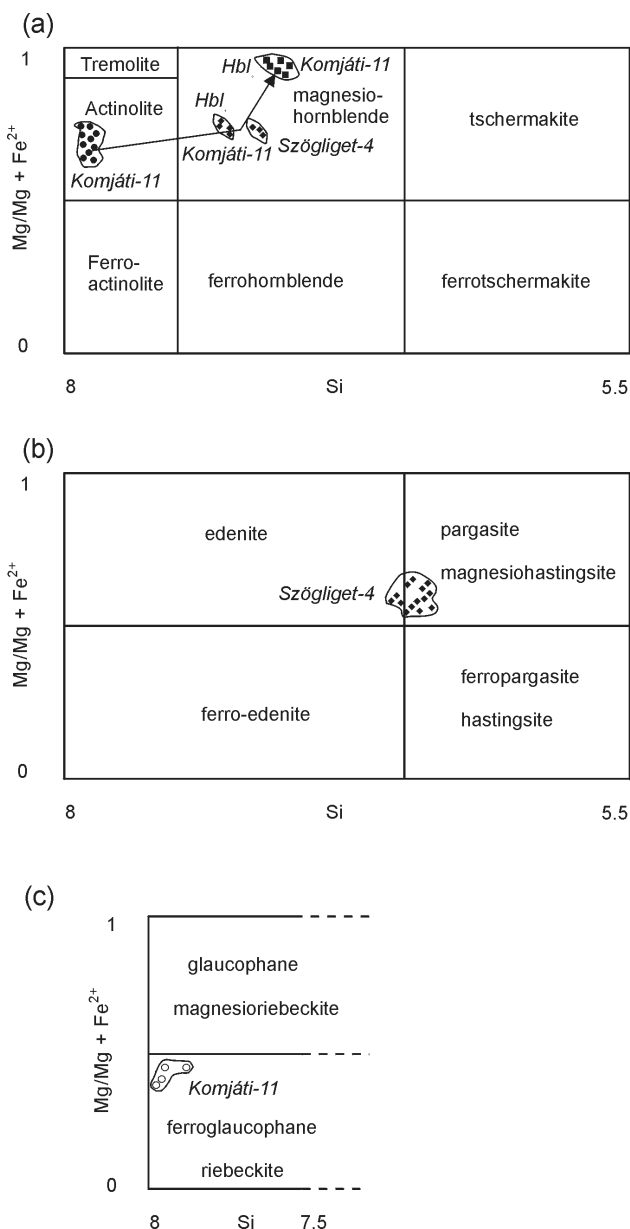 (a)
1
Tremolite
Hbl
Komjáti-11
Actinolite
Hbl
magnesio-
hornblende
tschermakite
Komjáti-11
Szögliget-4
Komjáti-11
Mg/Mg + Fe²⁺
Ferro-
actinolite
ferrohornblende
ferrotschermakite
0
8
Si
5.5
(b)
1
edenite
pargasite
magnesiohastingsite
Szögliget-4
Mg/Mg + Fe²⁺
ferro-edenite
ferropargasite
hastingsite
0
8
Si
5.5
(c)
1
glaucophane
magnesioriebeckite
Mg/Mg + Fe²⁺
Komjáti-11
ferroglaucophane
riebeckite
0
8
Si
7.5